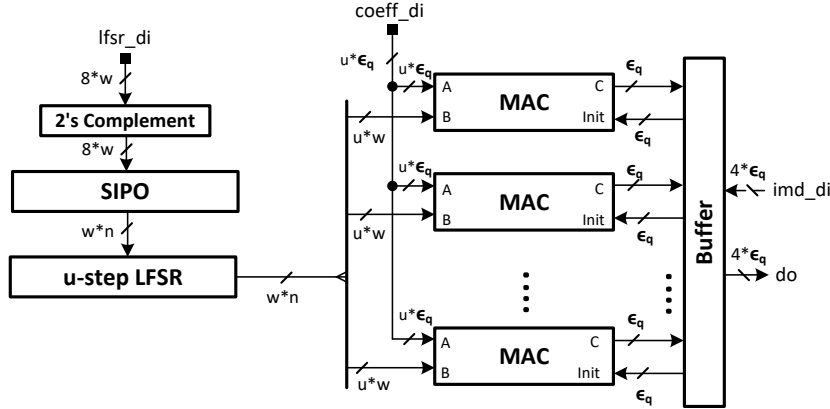 coeff_di
lfsr_di
8*w
2's Complement
8*w
SIPO
w*n
u-step LFSR
w*n
u*ϵq
u*ϵq
A
B
u*w
MAC
C
Init
ϵq
ϵq
u*ϵq
A
B
u*w
MAC
C
Init
ϵq
ϵq
u*ϵq
A
B
u*w
MAC
C
Init
ϵq
ϵq
Buffer
4*ϵq
imd_di
4*ϵq
do